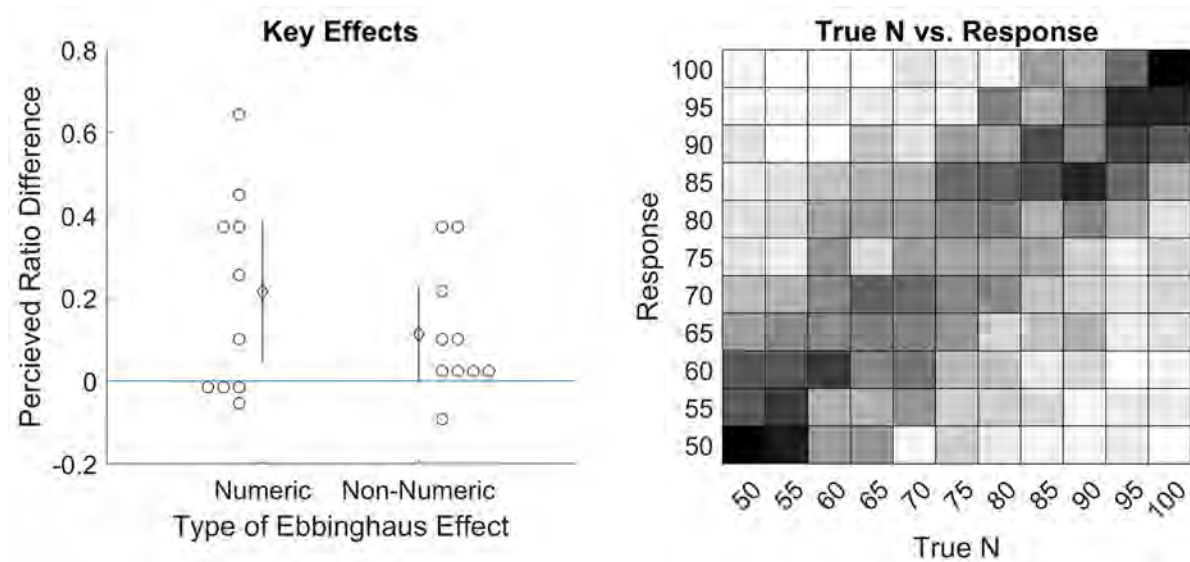 Key Effects
Percieved Ratio Difference
0.8
0.6
0.4
0.2
0
-0.2
Numeric Non-Numeric
Type of Ebbinghaus Effect
True N vs. Response
Response
100
95
90
85
80
75
70
65
60
55
50
50 55 60 65 70 75 80 85 90 95 100
True N